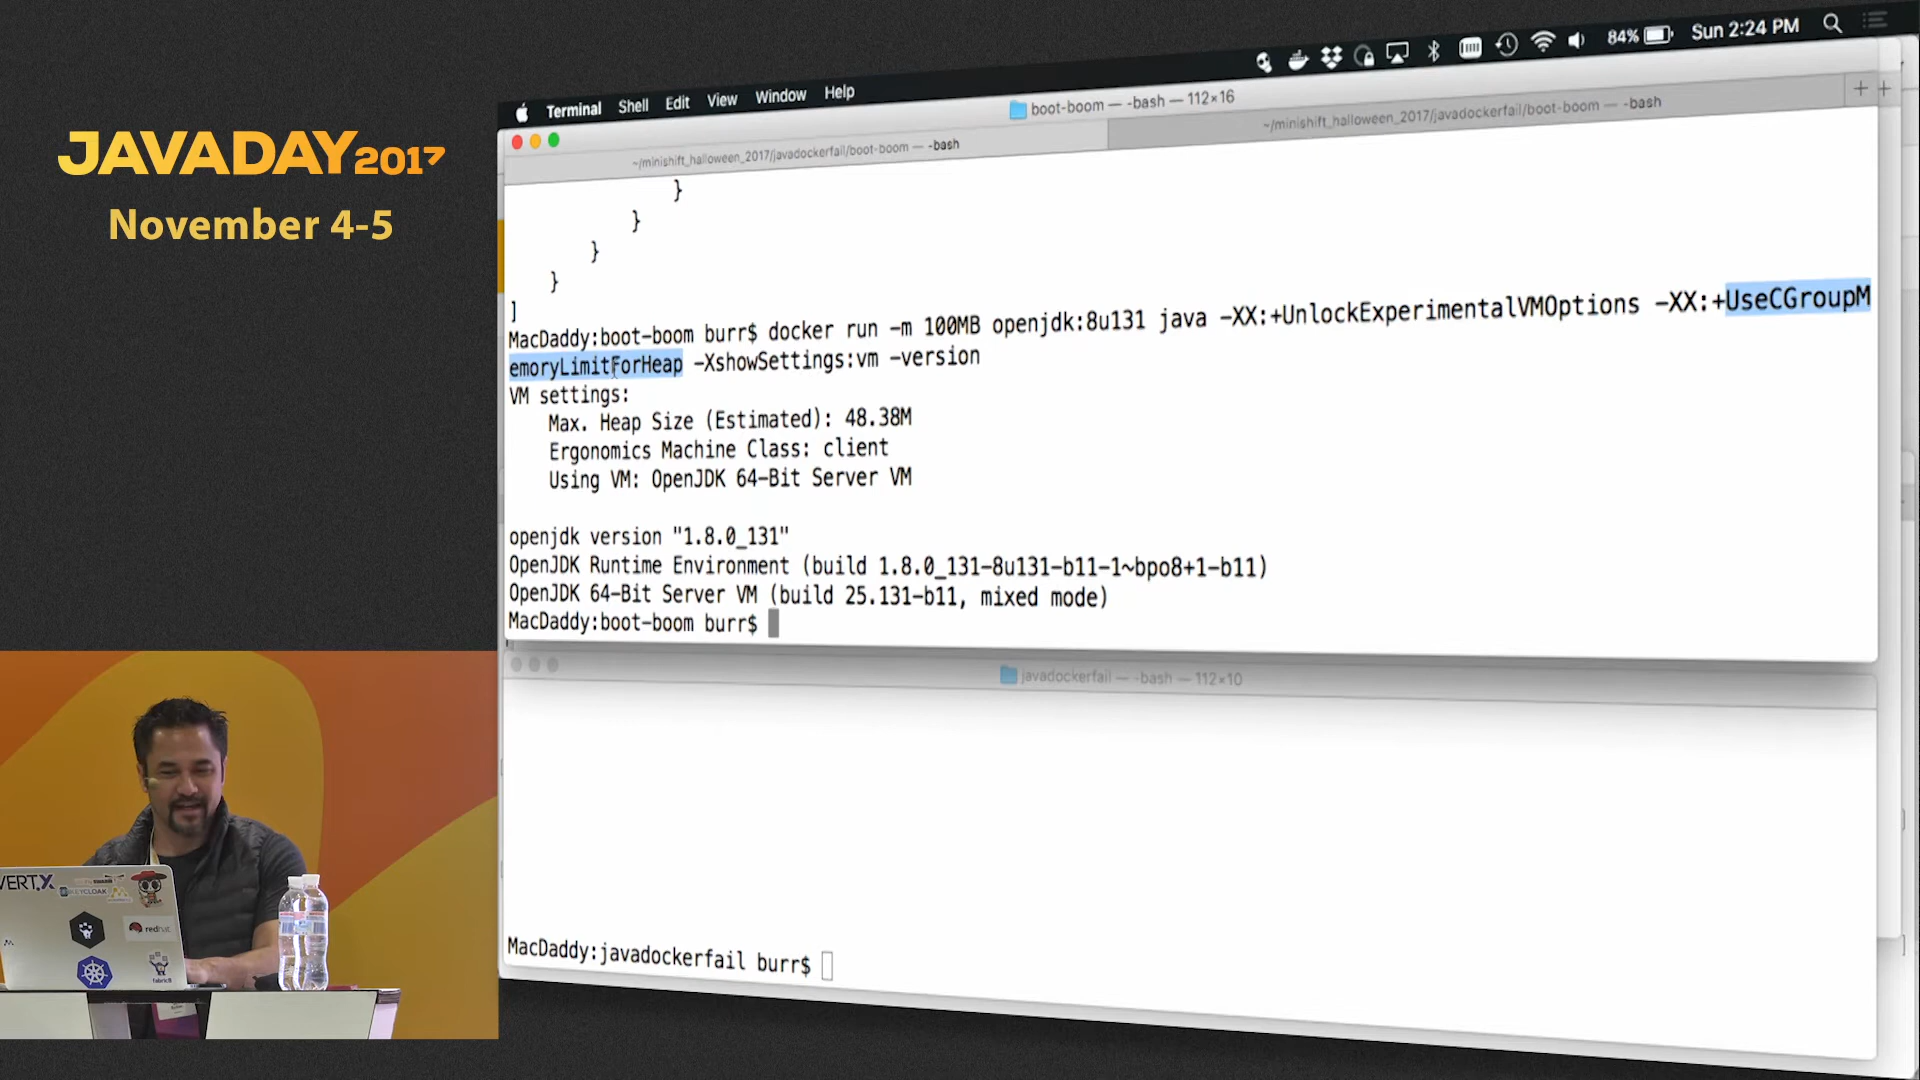 Terminal Shell Edit View Window Help
84% Sun 2:24 PM
boot-boom — -bash — 112×16
~/minishift_halloween_2017/javadockerfail/boot-boom — -bash
~/minishift_halloween_2017/javadockerfail/boot-boom — -bash
JAVADAY2017
November 4-5
}
}
}
}
]
MacDaddy:boot-boom burr$ docker run -m 100MB openjdk:8u131 java -XX:+UnlockExperimentalVMOptions -XX:+UseCGroupM
emoryLimitForHeap -XshowSettings:vm -version
VM settings:
Max. Heap Size (Estimated): 48.38M
Ergonomics Machine Class: client
Using VM: OpenJDK 64-Bit Server VM
openjdk version "1.8.0_131"
OpenJDK Runtime Environment (build 1.8.0_131-8u131-b11-1~bpo8+1-b11)
OpenJDK 64-Bit Server VM (build 25.131-b11, mixed mode)
MacDaddy:boot-boom burr$
javadockerfail — -bash — 112×10
MacDaddy:javadockerfail burr$
VERT.X
KEYCLOAK
redhat
fabric8